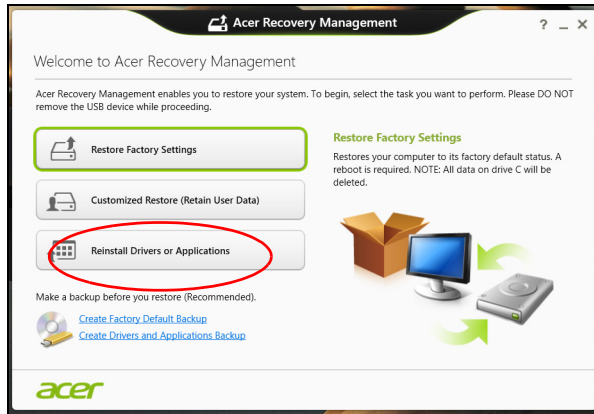 Acer Recovery Management
? _ ×
Welcome to Acer Recovery Management
Acer Recovery Management enables you to restore your system. To begin, select the task you want to perform. Please DO NOT
remove the USB device while proceeding.
Restore Factory Settings
Customized Restore (Retain User Data)
Reinstall Drivers or Applications
Restore Factory Settings
Restores your computer to its factory default status. A
reboot is required. NOTE: All data on drive C will be
deleted.
Make a backup before you restore (Recommended).
Create Factory Default Backup
Create Drivers and Applications Backup
acer